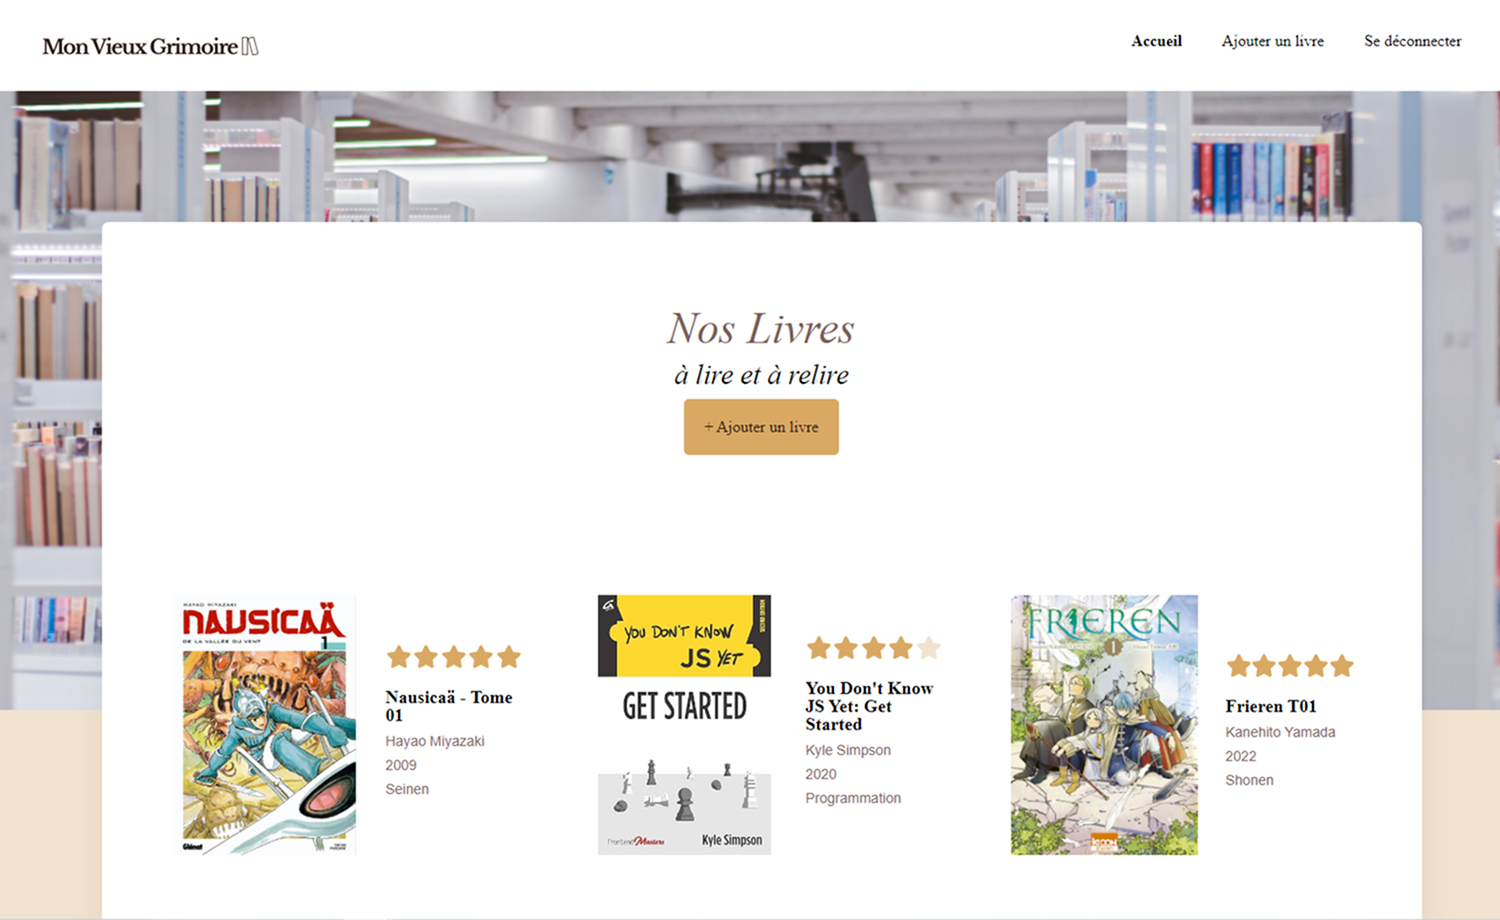 Mon Vieux Grimoire
Accueil
Ajouter un livre
Se déconnecter
Nos Livres
à lire et à relire
+ Ajouter un livre
HAYAO MIYAZAKI
NAUSICAÄ
DE LA VALLÉE DU VENT
1
Glénat
Nausicaä - Tome
01
Hayao Miyazaki
2009
Seinen
YOU DON'T KNOW
JS YET
GET STARTED
Frontend Masters
Kyle Simpson
You Don't Know
JS Yet: Get
Started
Kyle Simpson
2020
Programmation
FRIEREN
1
Frieren T01
Kanehito Yamada
2022
Shonen